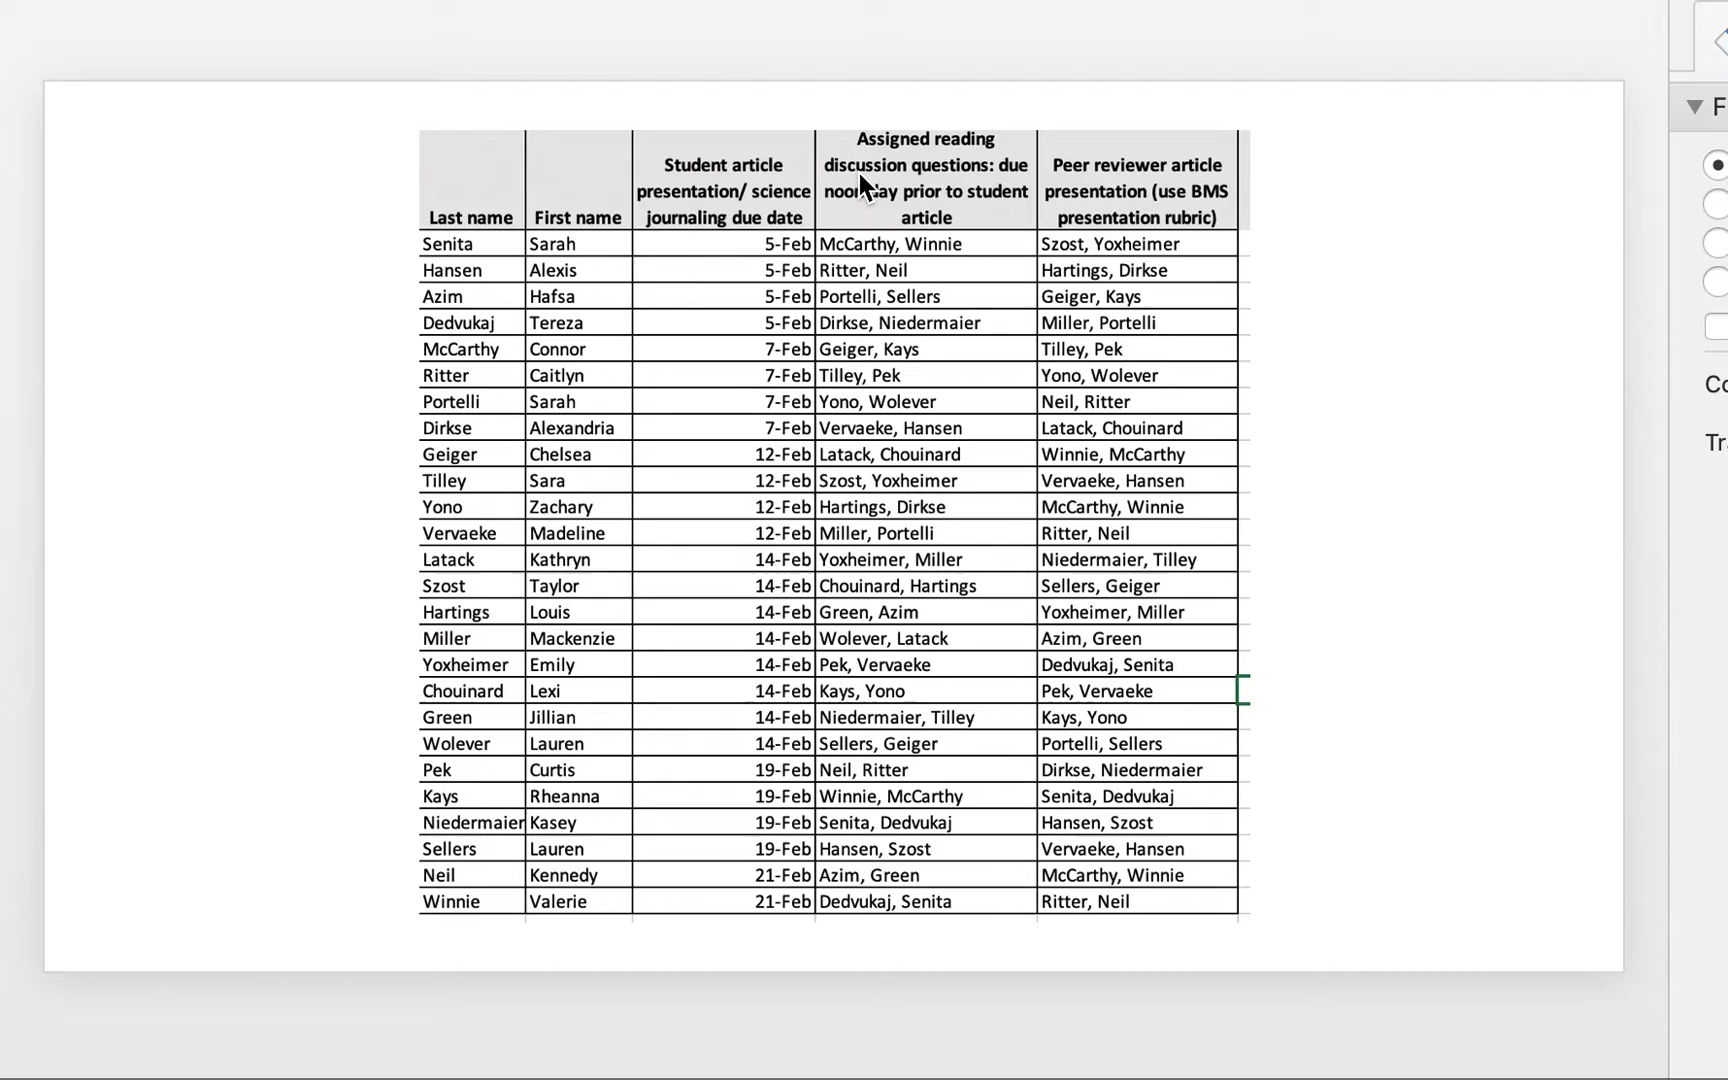 Last name First name Student article presentation/ science journaling due date Assigned reading discussion questions: due noon day prior to student article Peer reviewer article presentation (use BMS presentation rubric)
Senita Sarah 5-Feb McCarthy, Winnie Szost, Yoxheimer
Hansen Alexis 5-Feb Ritter, Neil Hartings, Dirkse
Azim Hafsa 5-Feb Portelli, Sellers Geiger, Kays
Dedvukaj Tereza 5-Feb Dirkse, Niedermaier Miller, Portelli
McCarthy Connor 7-Feb Geiger, Kays Tilley, Pek
Ritter Caitlyn 7-Feb Tilley, Pek Yono, Wolever
Portelli Sarah 7-Feb Yono, Wolever Neil, Ritter
Dirkse Alexandria 7-Feb Vervaeke, Hansen Latack, Chouinard
Geiger Chelsea 12-Feb Latack, Chouinard Winnie, McCarthy
Tilley Sara 12-Feb Szost, Yoxheimer Vervaeke, Hansen
Yono Zachary 12-Feb Hartings, Dirkse McCarthy, Winnie
Vervaeke Madeline 12-Feb Miller, Portelli Ritter, Neil
Latack Kathryn 14-Feb Yoxheimer, Miller Niedermaier, Tilley
Szost Taylor 14-Feb Chouinard, Hartings Sellers, Geiger
Hartings Louis 14-Feb Green, Azim Yoxheimer, Miller
Miller Mackenzie 14-Feb Wolever, Latack Azim, Green
Yoxheimer Emily 14-Feb Pek, Vervaeke Dedvukaj, Senita
Chouinard Lexi 14-Feb Kays, Yono Pek, Vervaeke
Green Jillian 14-Feb Niedermaier, Tilley Kays, Yono
Wolever Lauren 14-Feb Sellers, Geiger Portelli, Sellers
Pek Curtis 19-Feb Neil, Ritter Dirkse, Niedermaier
Kays Rheanna 19-Feb Winnie, McCarthy Senita, Dedvukaj
Niedermaier Kasey 19-Feb Senita, Dedvukaj Hansen, Szost
Sellers Lauren 19-Feb Hansen, Szost Vervaeke, Hansen
Neil Kennedy 21-Feb Azim, Green McCarthy, Winnie
Winnie Valerie 21-Feb Dedvukaj, Senita Ritter, Neil